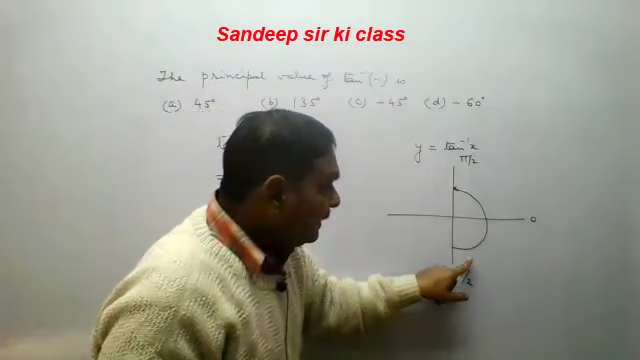 Sandeep sir ki class
The principal value of tan⁻¹(-1) is
(a) 45° (b) 135° (c) -45° (d) -60°
y = tan⁻¹x
π/2
0
/2